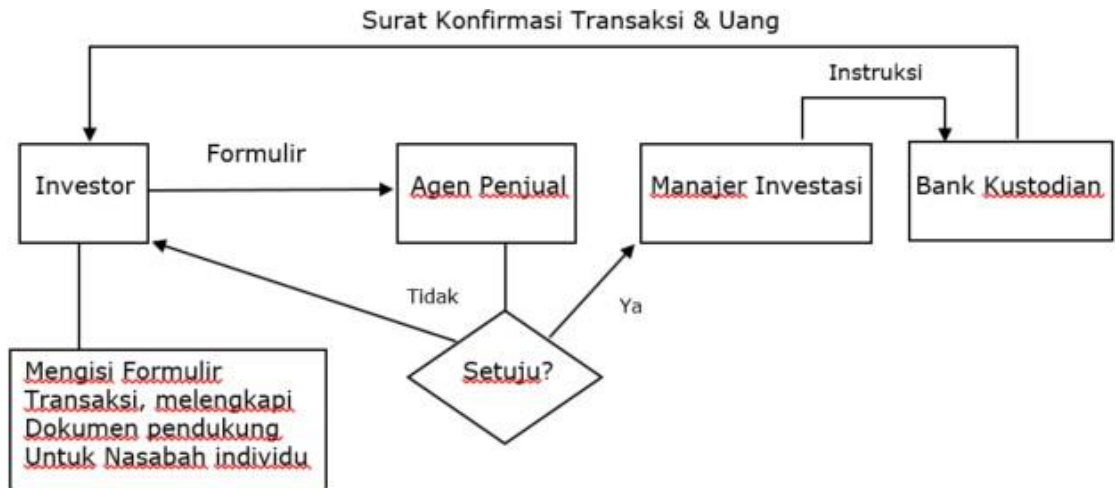 Surat Konfirmasi Transaksi & Uang
Instruksi
Formulir
Investor
Agen Penjual
Manajer Investasi
Bank Kustodian
Tidak
Ya
Setuju?
Mengisi Formulir
Transaksi, melengkapi
Dokumen pendukung
Untuk Nasabah individu